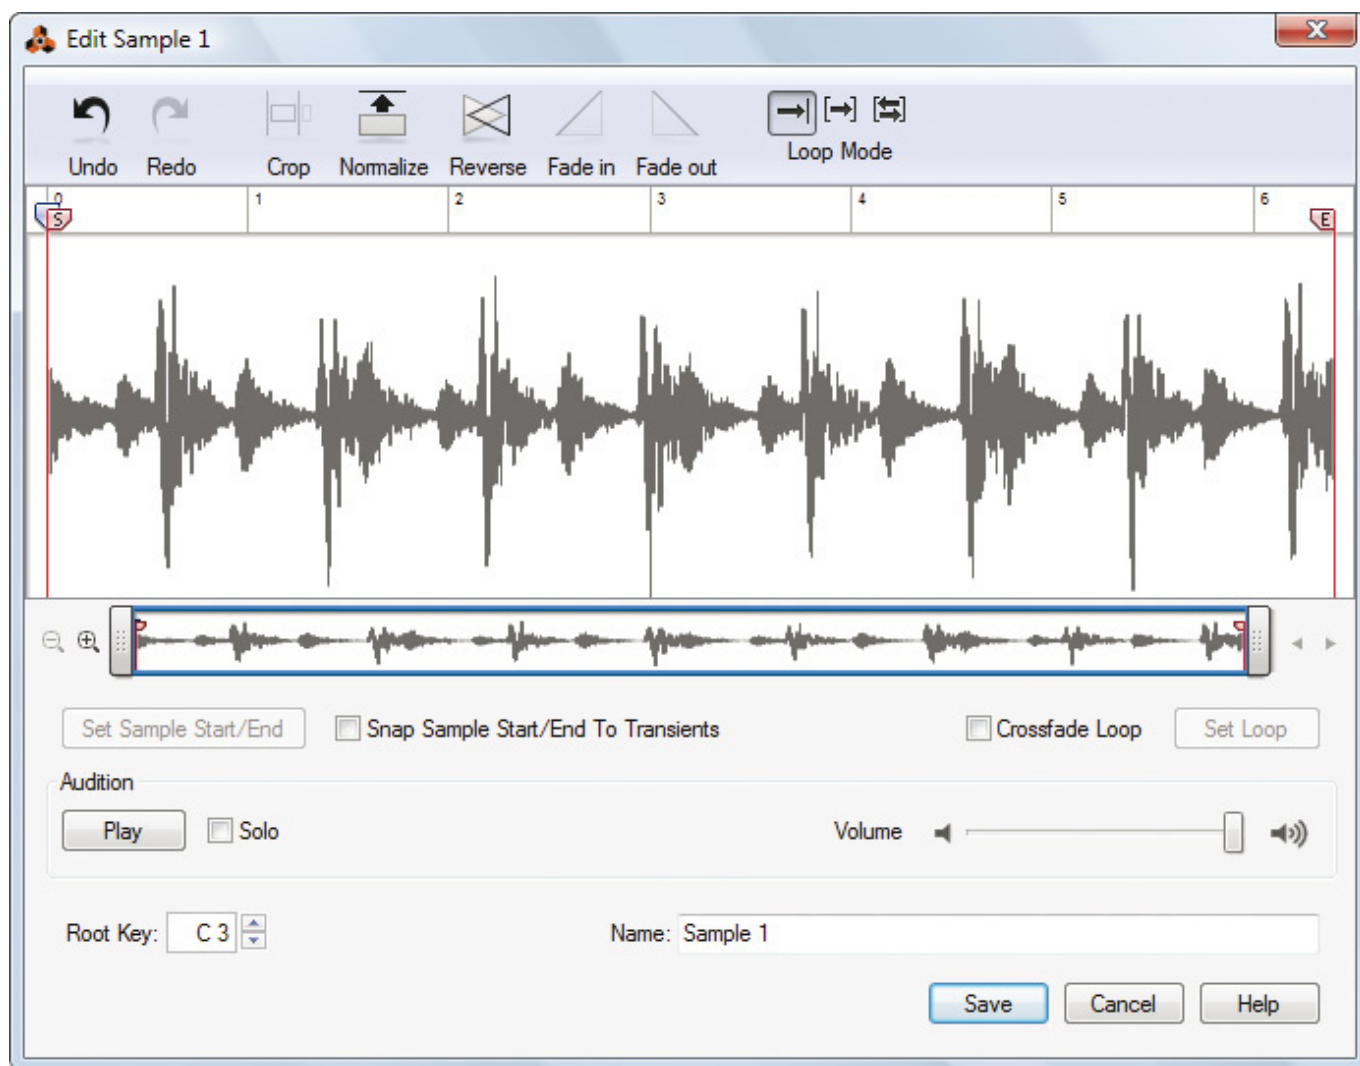 Edit Sample 1
Undo Redo Crop Normalize Reverse Fade in Fade out Loop Mode
0 1 2 3 4 5 6
S E
Set Sample Start/End Snap Sample Start/End To Transients Crossfade Loop Set Loop
Audition
Play Solo Volume
Root Key: C 3 Name: Sample 1
Save Cancel Help